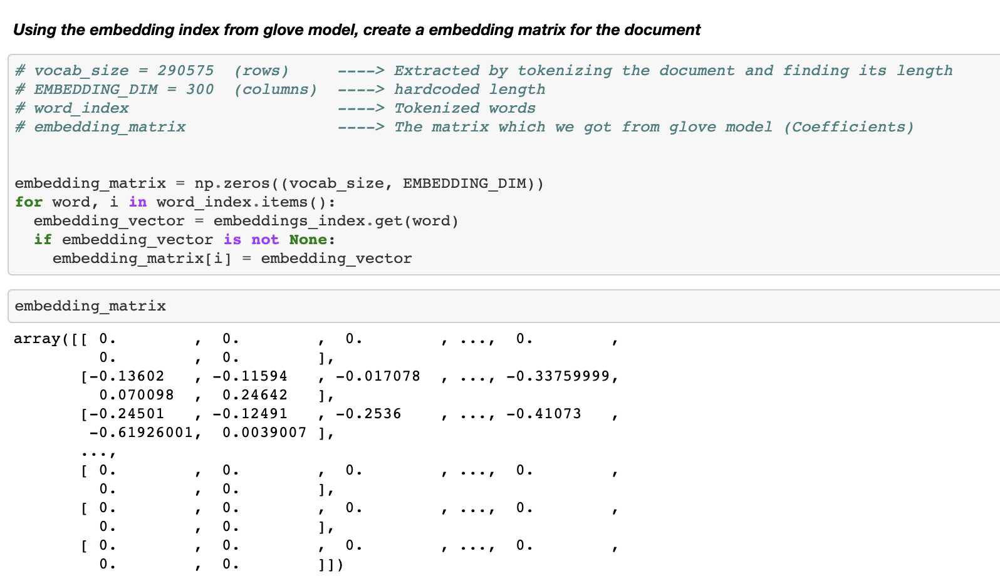 Using the embedding index from glove model, create a embedding matrix for the document
# vocab_size = 290575  (rows)     ----> Extracted by tokenizing the document and finding its length
# EMBEDDING_DIM = 300  (columns)  ----> hardcoded length
# word_index                      ----> Tokenized words
# embedding_matrix                ----> The matrix which we got from glove model (Coefficients)
embedding_matrix = np.zeros((vocab_size, EMBEDDING_DIM))
for word, i in word_index.items():
  embedding_vector = embeddings_index.get(word)
  if embedding_vector is not None:
    embedding_matrix[i] = embedding_vector
embedding_matrix
array([[ 0.        ,  0.        ,  0.        , ...,  0.        ,
         0.        ,  0.        ],
       [-0.13602   , -0.11594   , -0.017078  , ..., -0.33759999,
         0.070098  ,  0.24642   ],
       [-0.24501   , -0.12491   , -0.2536    , ..., -0.41073   ,
        -0.61926001,  0.0039007 ],
       ...,
       [ 0.        ,  0.        ,  0.        , ...,  0.        ,
         0.        ,  0.        ],
       [ 0.        ,  0.        ,  0.        , ...,  0.        ,
         0.        ,  0.        ],
       [ 0.        ,  0.        ,  0.        , ...,  0.        ,
         0.        ,  0.        ]])